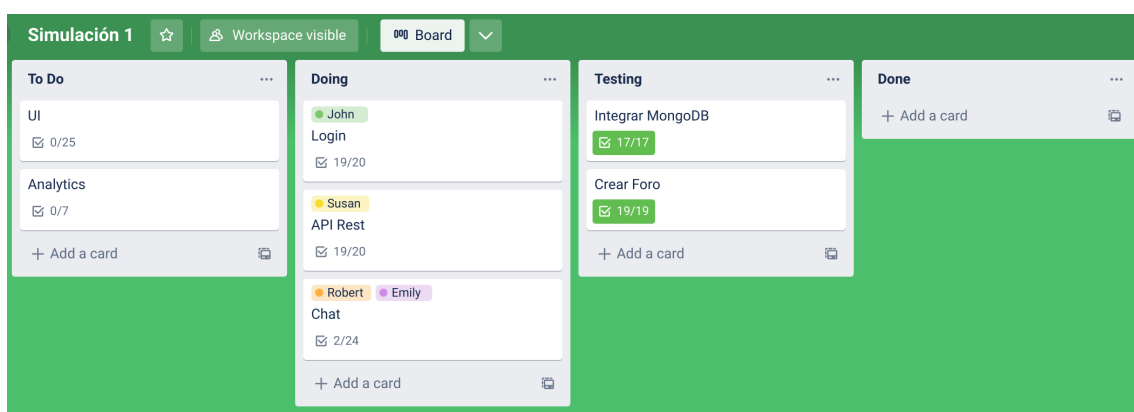 Simulación 1 Workspace visible Board
To Do
UI
0/25
Analytics
0/7
+ Add a card
Doing
John
Login
19/20
Susan
API Rest
19/20
Robert Emily
Chat
2/24
+ Add a card
Testing
Integrar MongoDB
17/17
Crear Foro
19/19
+ Add a card
Done
+ Add a card